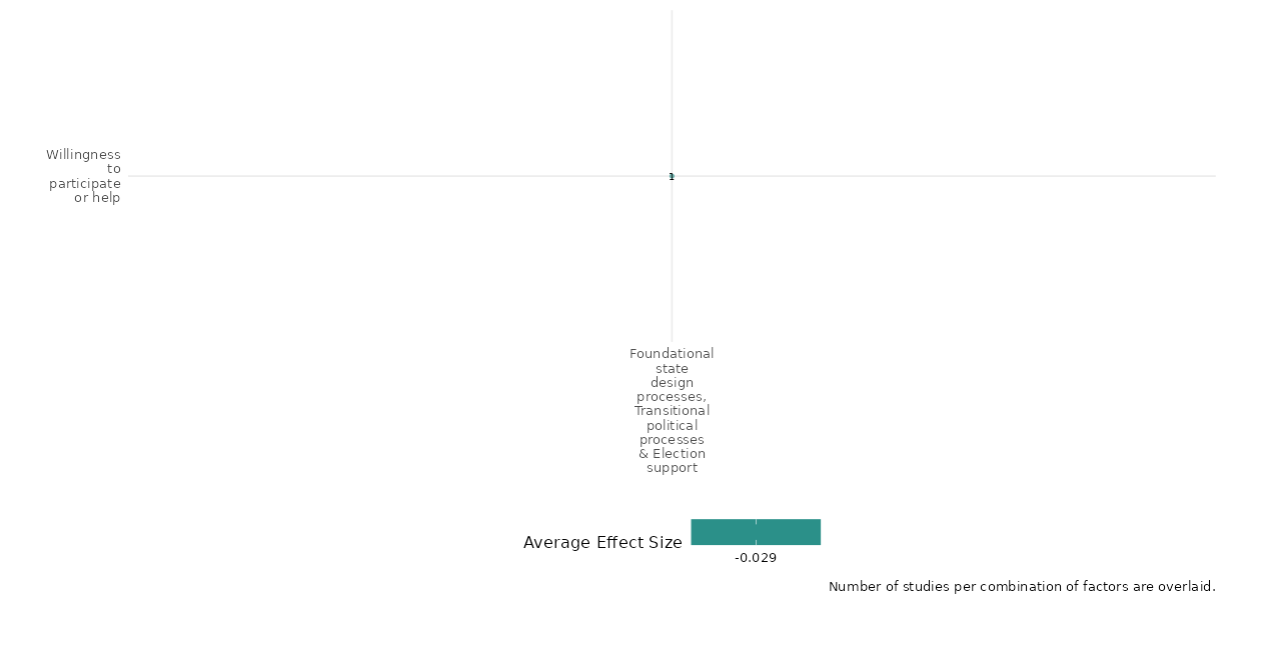 Willingness
to
participate
or help
1
Foundational
state
design
processes,
Transitional
political
processes
& Election
support
Average Effect Size
-0.029
Number of studies per combination of factors are overlaid.